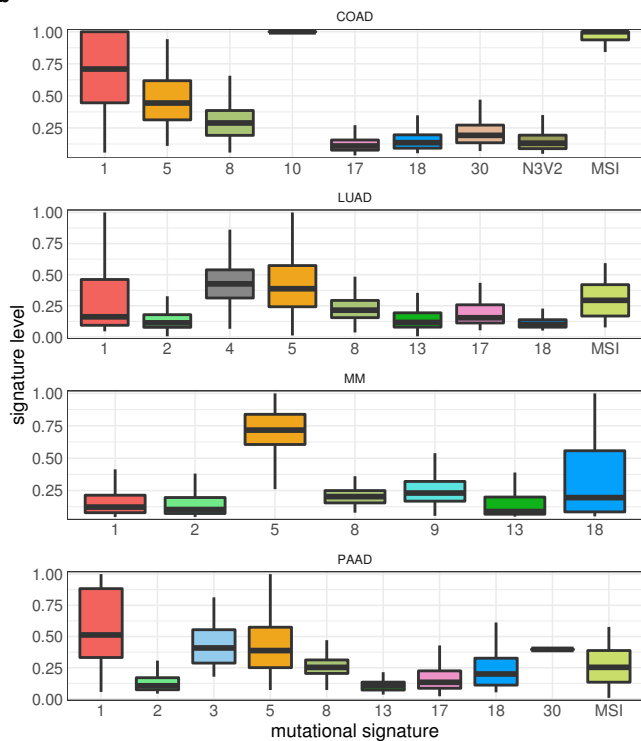 COAD
1.00
0.75
0.50
0.25
1 5 8 10 17 18 30 N3V2 MSI
LUAD
1.00
0.75
0.50
0.25
0.00
1 2 4 5 8 13 17 18 MSI
signature level
MM
1.00
0.75
0.50
0.25
1 2 5 8 9 13 18
PAAD
1.00
0.75
0.50
0.25
0.00
1 2 3 5 8 13 17 18 30 MSI
mutational signature